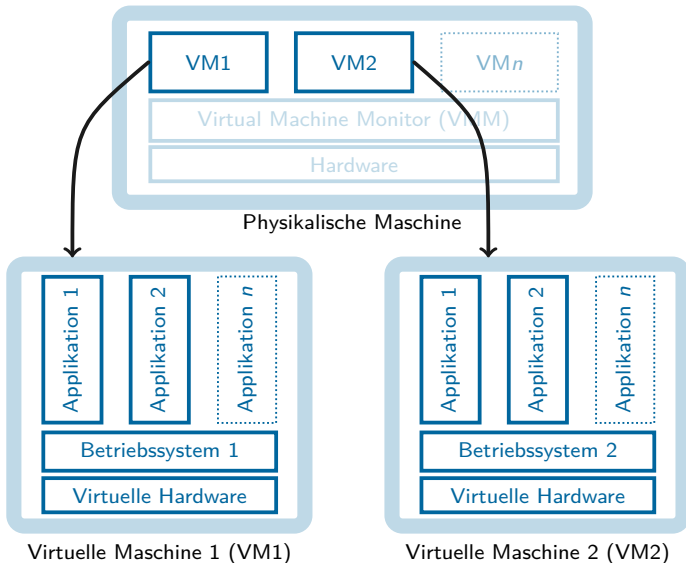 VM1 VM2 VMn
Virtual Machine Monitor (VMM)
Hardware
Physikalische Maschine
Applikation 1 Applikation 2 Applikation n
Betriebssystem 1
Virtuelle Hardware
Virtuelle Maschine 1 (VM1)
Applikation 1 Applikation 2 Applikation n
Betriebssystem 2
Virtuelle Hardware
Virtuelle Maschine 2 (VM2)